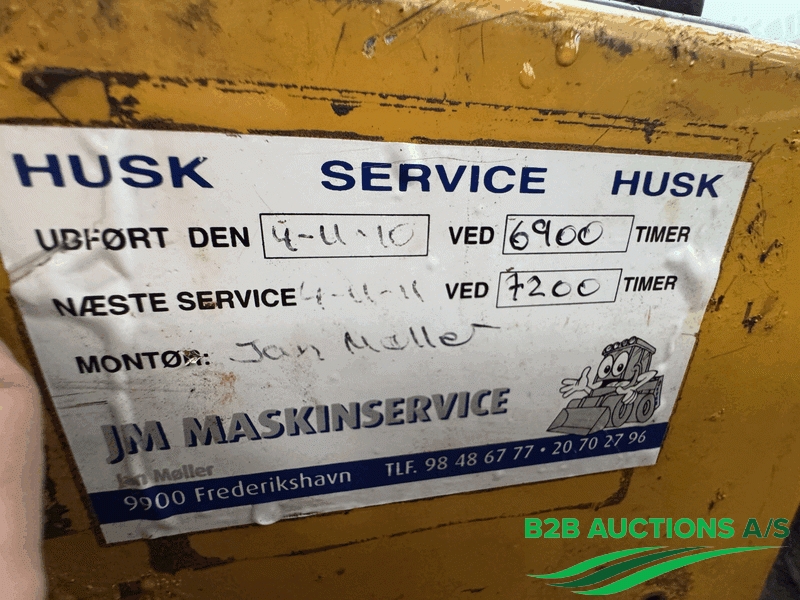 HUSK SERVICE HUSK
UDFØRT DEN 4-11-10 VED 6900 TIMER
NÆSTE SERVICE 4-11-11 VED 7200 TIMER
MONTØR: Jan Møller
JM MASKINSERVICE
Jan Møller
9900 Frederikshavn TLF. 98 48 67 77 • 20 70 27 96
B2B AUCTIONS A/S